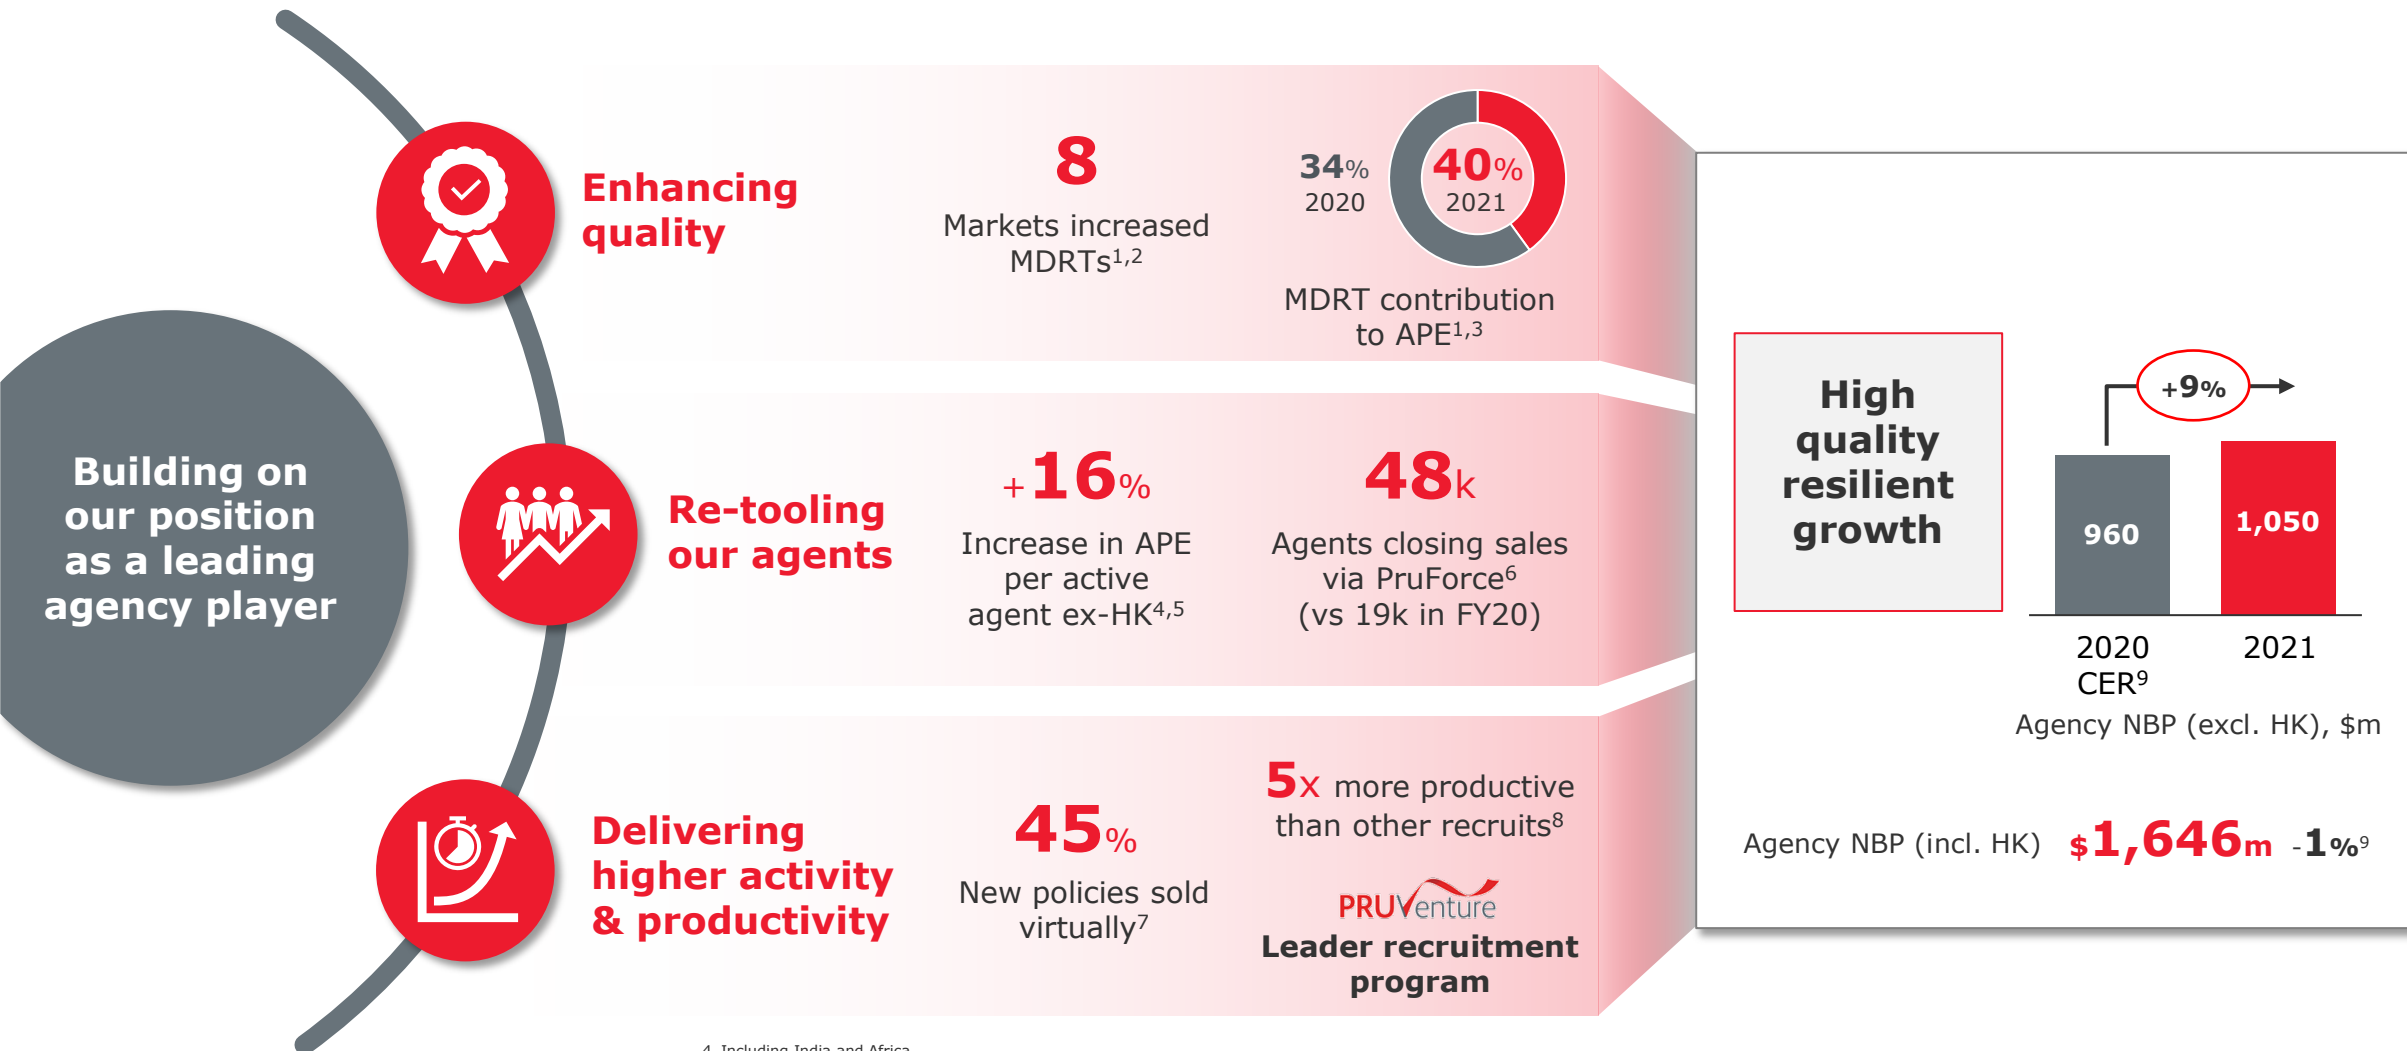 Building on
our position
as a leading
agency player
Enhancing
quality
8
Markets increased
MDRTs1,2
34%
2020
40%
2021
MDRT contribution
to APE1,3
Re-tooling
our agents
+16%
Increase in APE
per active
agent ex-HK4,5
48k
Agents closing sales
via PruForce6
(vs 19k in FY20)
Delivering
higher activity
& productivity
45%
New policies sold
virtually7
5x more productive
than other recruits8
PRUVenture
Leader recruitment
program
High
quality
resilient
growth
+9%
960
1,050
2020
CER9
2021
Agency NBP (excl. HK), $m
Agency NBP (incl. HK) $1,646m -1%9
4. Including India and Africa